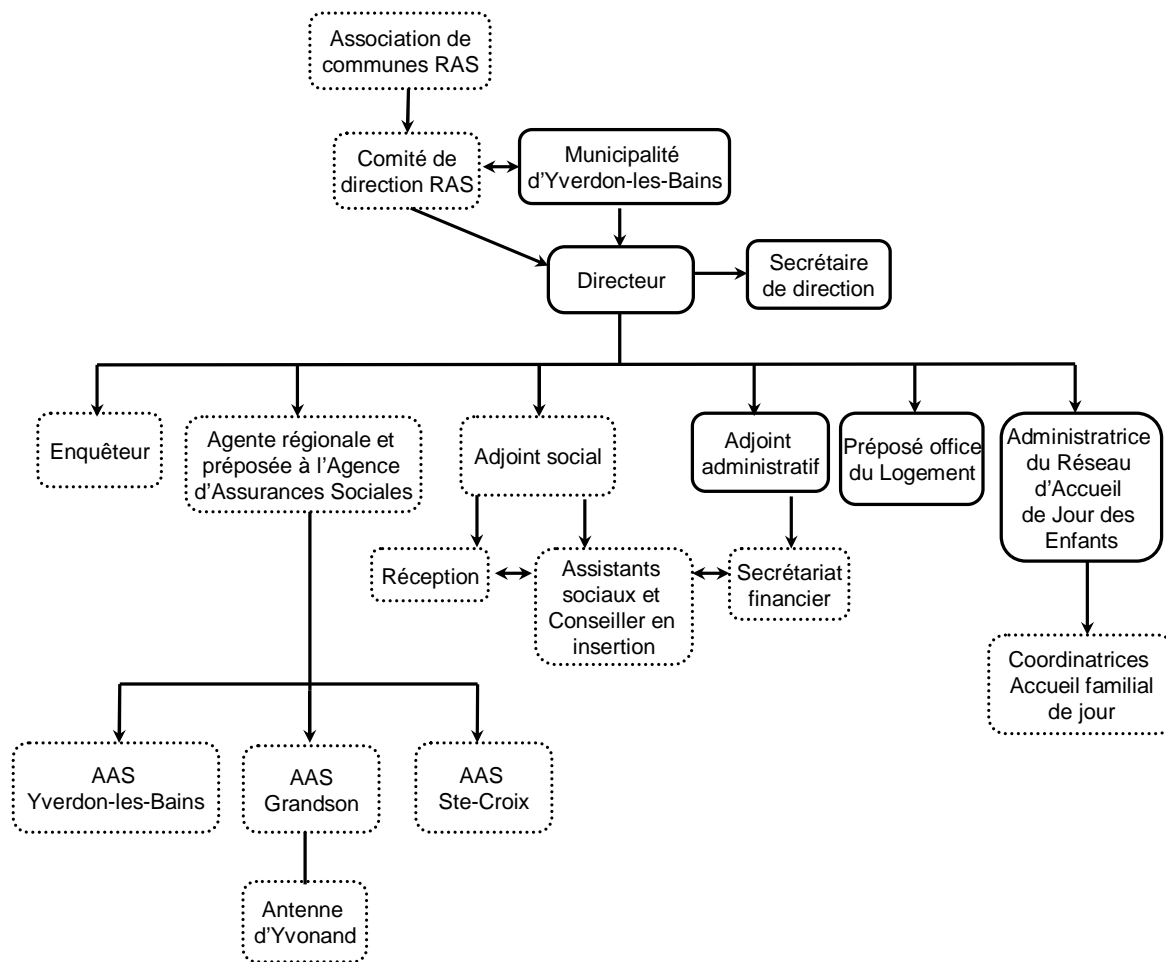 Association de
communes RAS
Comité de
direction RAS
Municipalité
d'Yverdon-les-Bains
Directeur
Secrétaire
de direction
Enquêteur
Agente régionale et
préposée à l'Agence
d'Assurances Sociales
Adjoint social
Adjoint
administratif
Préposé office
du Logement
Administratrice
du Réseau
d'Accueil
de Jour des
Enfants
Réception
Assistants
sociaux et
Conseiller en
insertion
Secrétariat
financier
Coordinatrices
Accueil familial
de jour
AAS
Yverdon-les-Bains
AAS
Grandson
AAS
Ste-Croix
Antenne
d'Yvonand